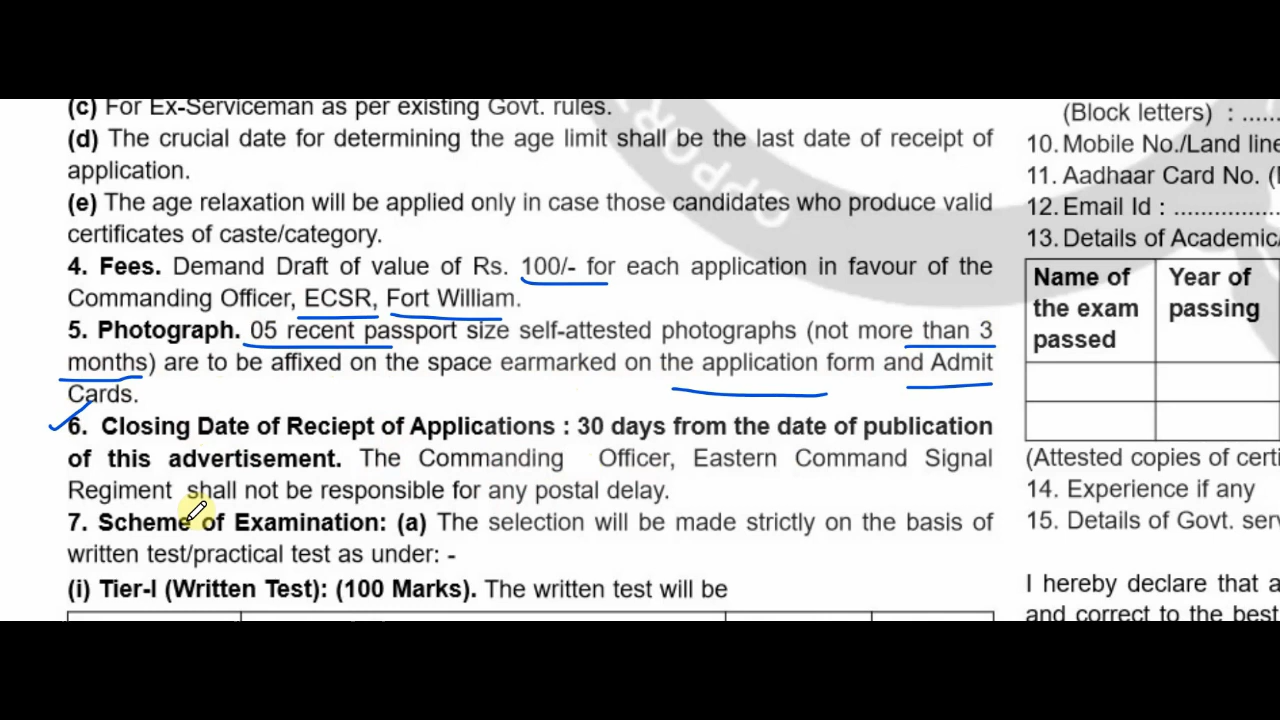 (c) For Ex-Serviceman as per existing Govt. rules.
(d) The crucial date for determining the age limit shall be the last date of receipt of
application.
(e) The age relaxation will be applied only in case those candidates who produce valid
certificates of caste/category.
4. Fees. Demand Draft of value of Rs. 100/- for each application in favour of the
Commanding Officer, ECSR, Fort William.
5. Photograph. 05 recent passport size self-attested photographs (not more than 3
months) are to be affixed on the space earmarked on the application form and Admit
Cards.
6. Closing Date of Reciept of Applications : 30 days from the date of publication
of this advertisement. The Commanding Officer, Eastern Command Signal
Regiment shall not be responsible for any postal delay.
7. Scheme of Examination: (a) The selection will be made strictly on the basis of
written test/practical test as under: -
(i) Tier-I (Written Test): (100 Marks). The written test will be
(Block letters) : ......
10. Mobile No./Land line
11. Aadhaar Card No. (
12. Email Id : .................
13. Details of Academic/
Name of
the exam
passed
Year of
passing
(Attested copies of certi
14. Experience if any
15. Details of Govt. serv
I hereby declare that a
and correct to the best